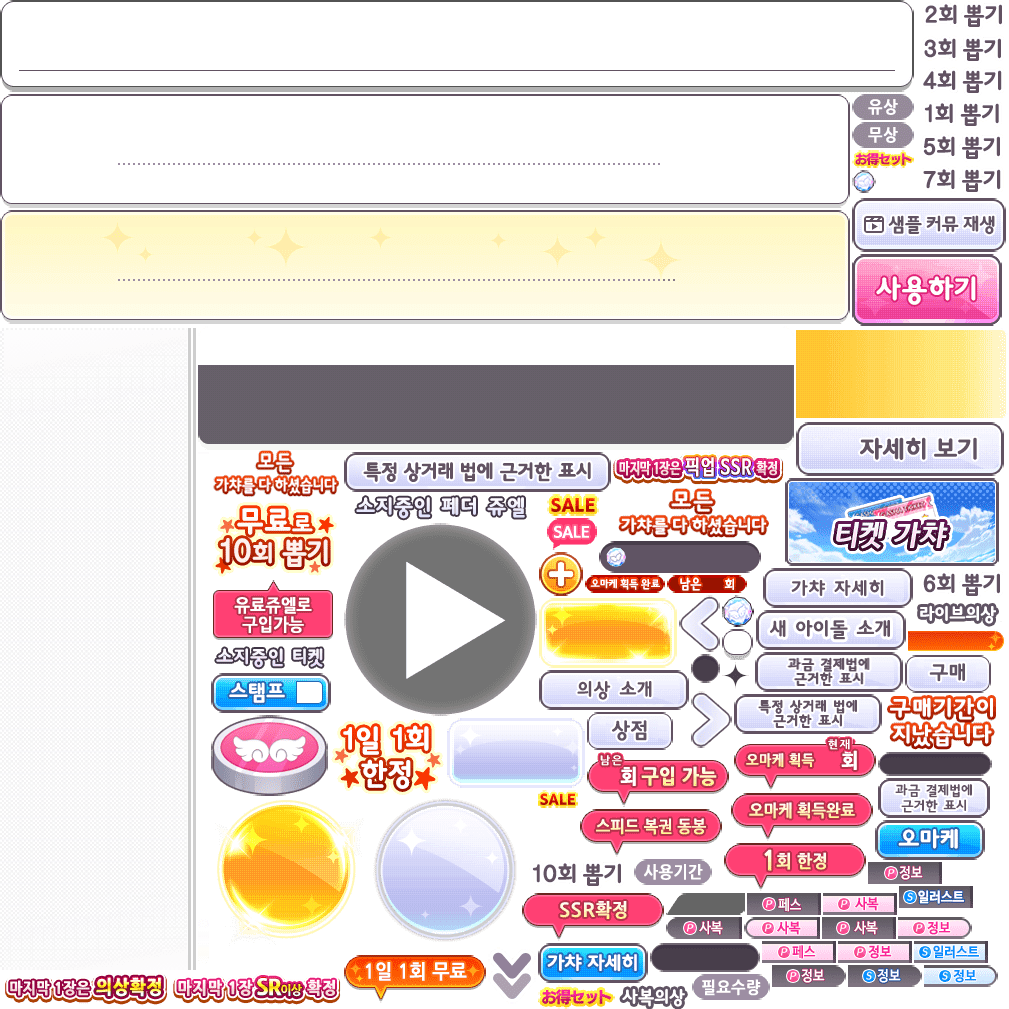 2회 뽑기
3회 뽑기
4회 뽑기
유상
1회 뽑기
무상
5회 뽑기
お得セット
7회 뽑기
샘플 커뮤 재생
사용하기
자세히 보기
모든
가챠를 다 하셨습니다
특정 상거래 법에 근거한 표시
마지막 1장은 픽업 SSR 확정
소지중인 페더 쥬엘
SALE
모든
가챠를 다 하셨습니다
티켓 가챠
무료로
10회 뽑기
SALE
오마케 획득 완료
남은 회
가챠 자세히
6회 뽑기
유료쥬엘로
구입가능
라이브의상
새 아이돌 소개
소지중인 티켓
과금 결제법에
근거한 표시
구매
스탬프
의상 소개
특정 상거래 법에
근거한 표시
구매기간이
지났습니다
상점
1일 1회
한정
현재
오마케 획득 회
남은
회 구입 가능
과금 결제법에
근거한 표시
SALE
오마케 획득완료
스피드 복권 동봉
오마케
1회 한정
10회 뽑기
사용기간
P 정보
SSR확정
P 페스
P 사복
S 일러스트
P 사복
P 사복
P 사복
P 정보
가챠 자세히
P 페스
P 정보
S 일러스트
1일 1회 무료
P 정보
S 정보
S 정보
마지막 1장은 의상확정
마지막 1장 SR이상 확정
お得セット
사복의상
필요수량